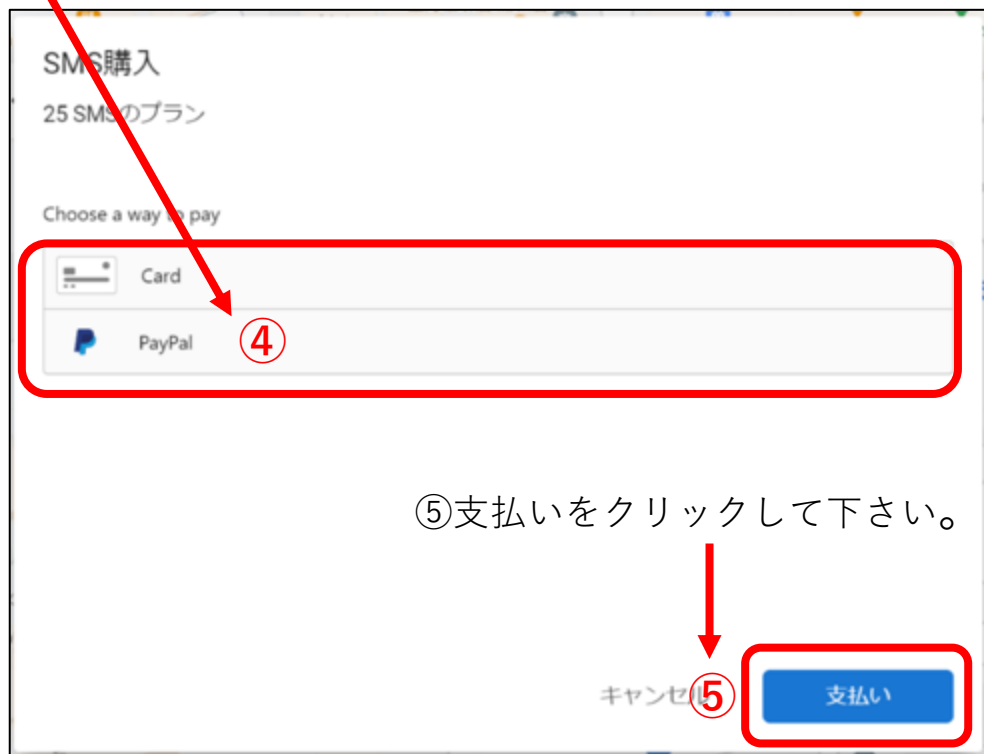 SMS購入
25 SMSのプラン
Choose a way to pay
Card
PayPal ④
⑤支払いをクリックして下さい。
キャンセル ⑤ 支払い